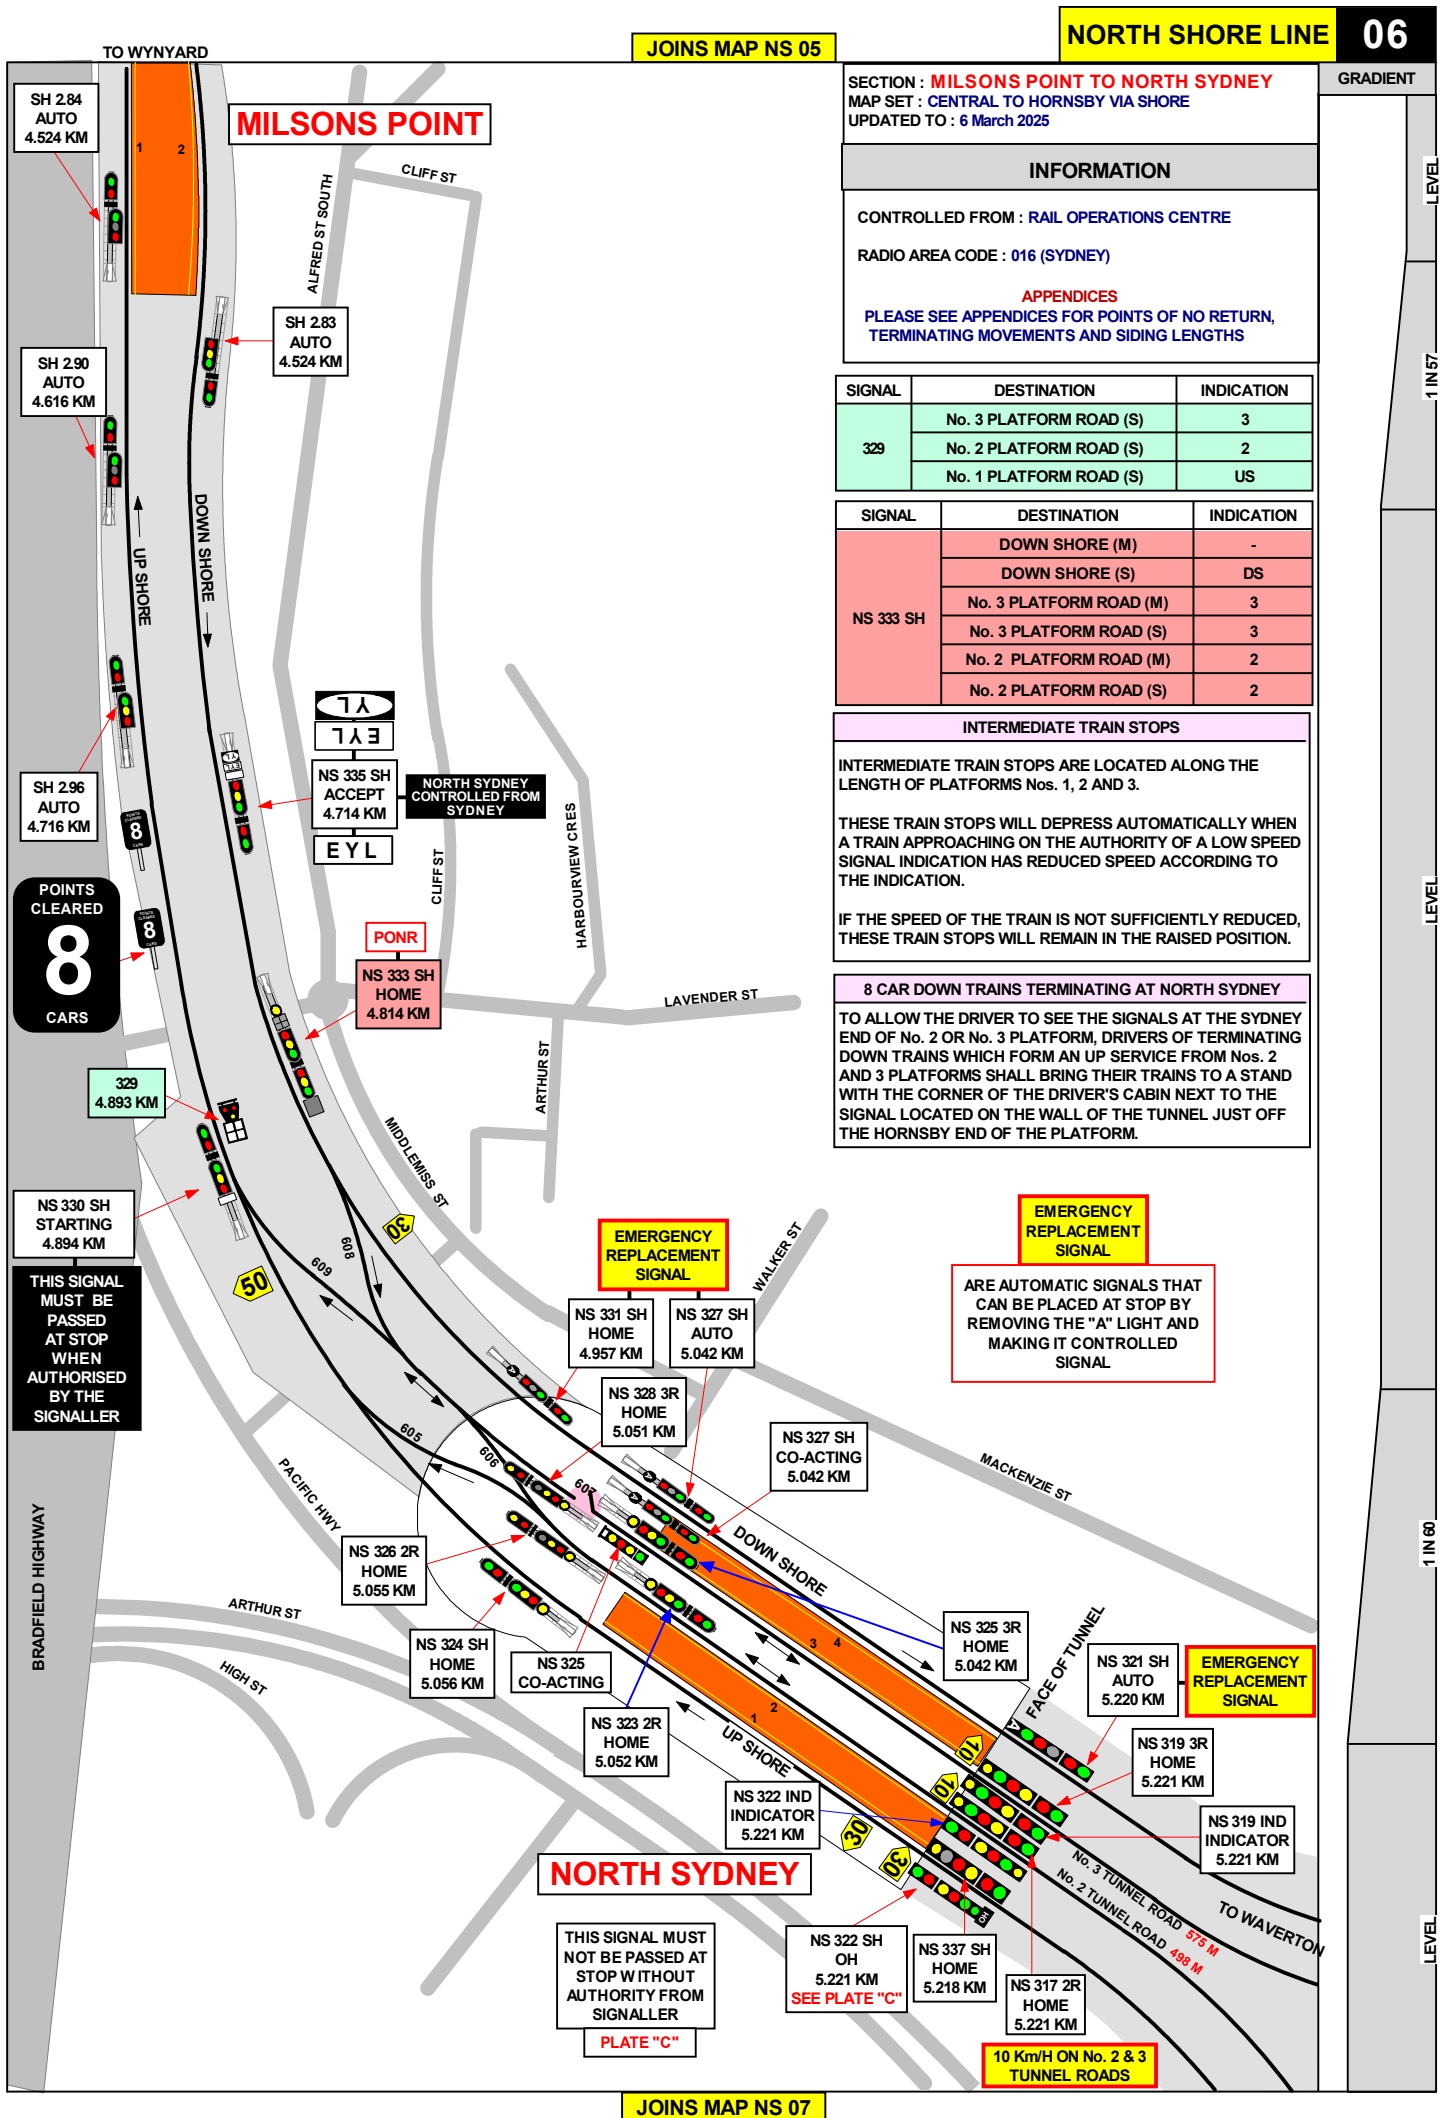 NORTH SHORE LINE
06
TO WYNYARD
JOINS MAP NS 05
SECTION : MILSONS POINT TO NORTH SYDNEY
MAP SET : CENTRAL TO HORNSBY VIA SHORE
UPDATED TO : 6 March 2025
GRADIENT
LEVEL
1 IN 57
LEVEL
1 IN 60
LEVEL
INFORMATION
CONTROLLED FROM : RAIL OPERATIONS CENTRE
RADIO AREA CODE : 016 (SYDNEY)
APPENDICES
PLEASE SEE APPENDICES FOR POINTS OF NO RETURN,
TERMINATING MOVEMENTS AND SIDING LENGTHS
SIGNAL DESTINATION INDICATION
329
No. 3 PLATFORM ROAD (S) 3
No. 2 PLATFORM ROAD (S) 2
No. 1 PLATFORM ROAD (S) US
SIGNAL DESTINATION INDICATION
NS 333 SH
DOWN SHORE (M) -
DOWN SHORE (S) DS
No. 3 PLATFORM ROAD (M) 3
No. 3 PLATFORM ROAD (S) 3
No. 2 PLATFORM ROAD (M) 2
No. 2 PLATFORM ROAD (S) 2
INTERMEDIATE TRAIN STOPS
INTERMEDIATE TRAIN STOPS ARE LOCATED ALONG THE
LENGTH OF PLATFORMS Nos. 1, 2 AND 3.
THESE TRAIN STOPS WILL DEPRESS AUTOMATICALLY WHEN
A TRAIN APPROACHING ON THE AUTHORITY OF A LOW SPEED
SIGNAL INDICATION HAS REDUCED SPEED ACCORDING TO
THE INDICATION.
IF THE SPEED OF THE TRAIN IS NOT SUFFICIENTLY REDUCED,
THESE TRAIN STOPS WILL REMAIN IN THE RAISED POSITION.
8 CAR DOWN TRAINS TERMINATING AT NORTH SYDNEY
TO ALLOW THE DRIVER TO SEE THE SIGNALS AT THE SYDNEY
END OF No. 2 OR No. 3 PLATFORM, DRIVERS OF TERMINATING
DOWN TRAINS WHICH FORM AN UP SERVICE FROM Nos. 2
AND 3 PLATFORMS SHALL BRING THEIR TRAINS TO A STAND
WITH THE CORNER OF THE DRIVER'S CABIN NEXT TO THE
SIGNAL LOCATED ON THE WALL OF THE TUNNEL JUST OFF
THE HORNSBY END OF THE PLATFORM.
EMERGENCY
REPLACEMENT
SIGNAL
ARE AUTOMATIC SIGNALS THAT
CAN BE PLACED AT STOP BY
REMOVING THE "A" LIGHT AND
MAKING IT CONTROLLED
SIGNAL
SH 2.84
AUTO
4.524 KM
MILSONS POINT
1
2
CLIFF ST
ALFRED ST SOUTH
SH 2.83
AUTO
4.524 KM
SH 2.90
AUTO
4.616 KM
DOWN SHORE
UP SHORE
YL
EYL
NS 335 SH
ACCEPT
4.714 KM
EYL
NORTH SYDNEY
CONTROLLED FROM
SYDNEY
YL
EYL
SH 2.96
AUTO
4.716 KM
POINTS
CLEARED
8
CARS
POINTS
CLEARED
8
CARS
POINTS
CLEARED
8
CARS
CLIFF ST
HARBOURVIEW CRES
PONR
NS 333 SH
HOME
4.814 KM
LAVENDER ST
ARTHUR ST
MIDDLEMISS ST
329
4.893 KM
NS 330 SH
STARTING
4.894 KM
THIS SIGNAL
MUST BE
PASSED
AT STOP
WHEN
AUTHORISED
BY THE
SIGNALLER
30
50
608
609
EMERGENCY
REPLACEMENT
SIGNAL
WALKER ST
NS 331 SH
HOME
4.957 KM
NS 327 SH
AUTO
5.042 KM
A
A
A
NS 328 3R
HOME
5.051 KM
NS 327 SH
CO-ACTING
5.042 KM
MACKENZIE ST
605
606
607
PACIFIC HWY
BRADFIELD HIGHWAY
NS 326 2R
HOME
5.055 KM
DOWN SHORE
ARTHUR ST
HIGH ST
NS 324 SH
HOME
5.056 KM
NS 325
CO-ACTING
NS 325 3R
HOME
5.042 KM
3
4
FACE OF TUNNEL
NS 321 SH
AUTO
5.220 KM
EMERGENCY
REPLACEMENT
SIGNAL
A
NS 323 2R
HOME
5.052 KM
1
2
UP SHORE
10
10
NS 319 3R
HOME
5.221 KM
NS 322 IND
INDICATOR
5.221 KM
30
30
NS 319 IND
INDICATOR
5.221 KM
NORTH SYDNEY
No. 3 TUNNEL ROAD 575 M
No. 2 TUNNEL ROAD 498 M
TO WAVERTON
OH
THIS SIGNAL MUST
NOT BE PASSED AT
STOP WITHOUT
AUTHORITY FROM
SIGNALLER
PLATE "C"
NS 322 SH
OH
5.221 KM
SEE PLATE "C"
NS 337 SH
HOME
5.218 KM
NS 317 2R
HOME
5.221 KM
10 Km/H ON No. 2 & 3
TUNNEL ROADS
JOINS MAP NS 07